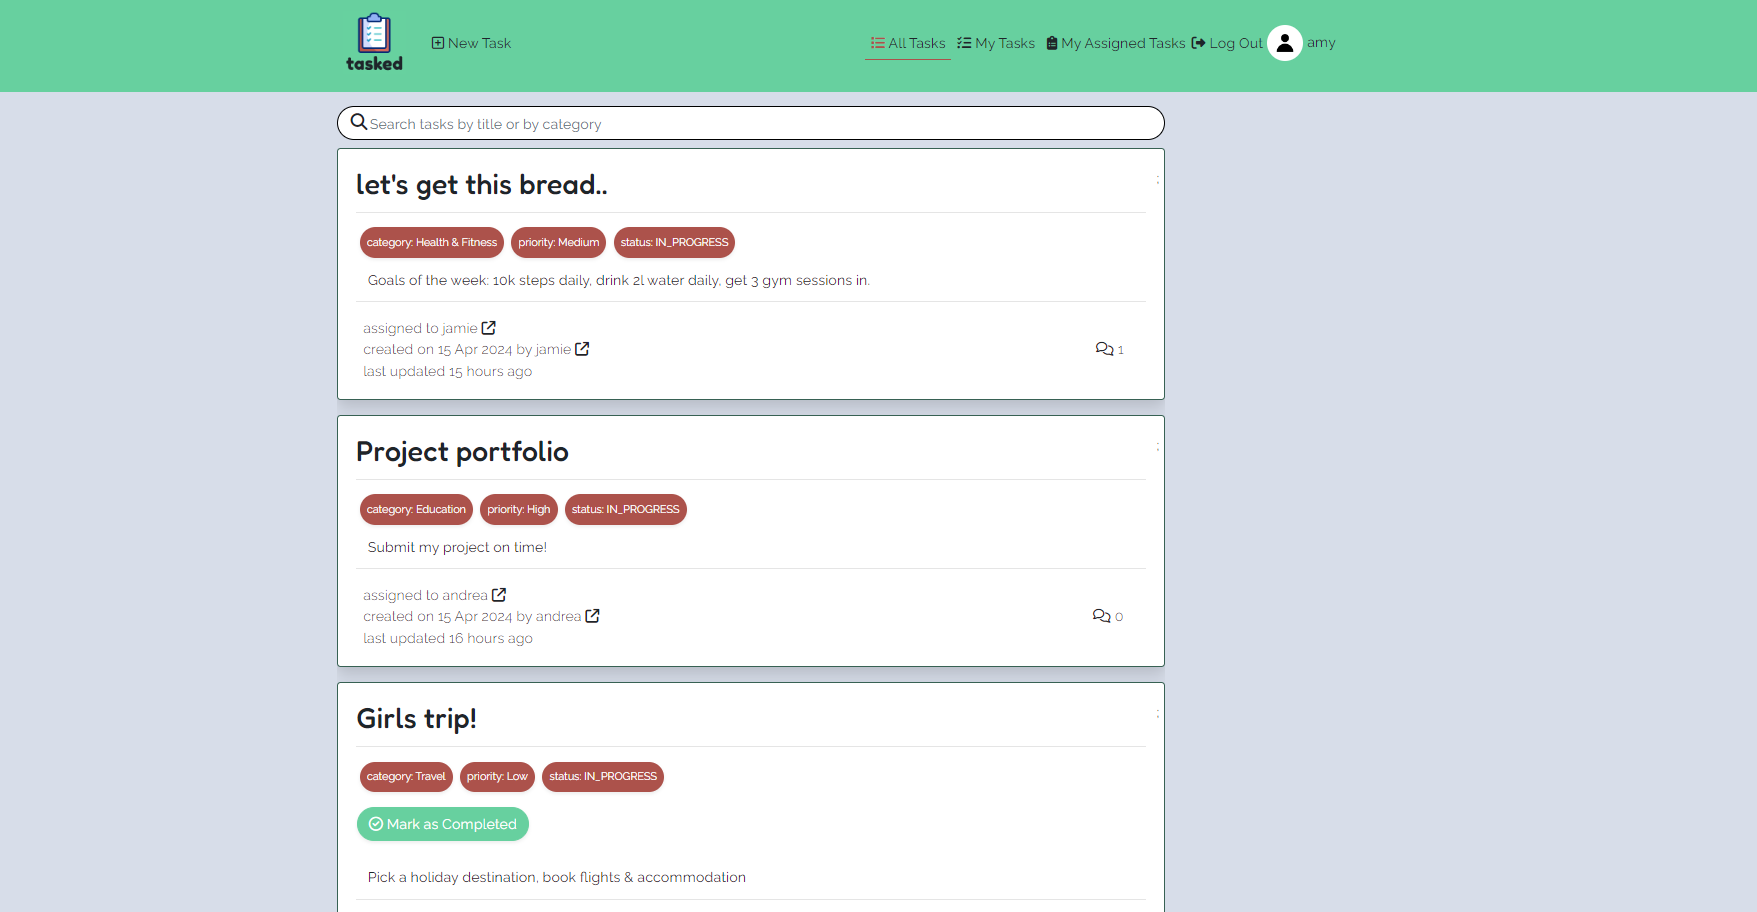 tasked
New Task
All Tasks
My Tasks
My Assigned Tasks
Log Out
amy
Search tasks by title or by category
let's get this bread..
;
category: Health & Fitness
priority: Medium
status: IN_PROGRESS
Goals of the week: 10k steps daily, drink 2l water daily, get 3 gym sessions in.
assigned to jamie
created on 15 Apr 2024 by jamie
1
last updated 15 hours ago
Project portfolio
;
category: Education
priority: High
status: IN_PROGRESS
Submit my project on time!
assigned to andrea
created on 15 Apr 2024 by andrea
0
last updated 16 hours ago
Girls trip!
;
category: Travel
priority: Low
status: IN_PROGRESS
Mark as Completed
Pick a holiday destination, book flights & accommodation